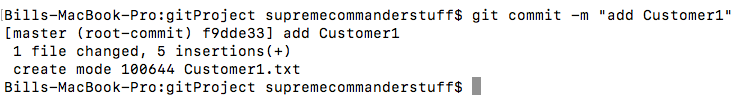 Bills-MacBook-Pro:gitProject supremecommanderstuff$ git commit -m "add Customer1"
[master (root-commit) f9dde33] add Customer1
 1 file changed, 5 insertions(+)
 create mode 100644 Customer1.txt
Bills-MacBook-Pro:gitProject supremecommanderstuff$